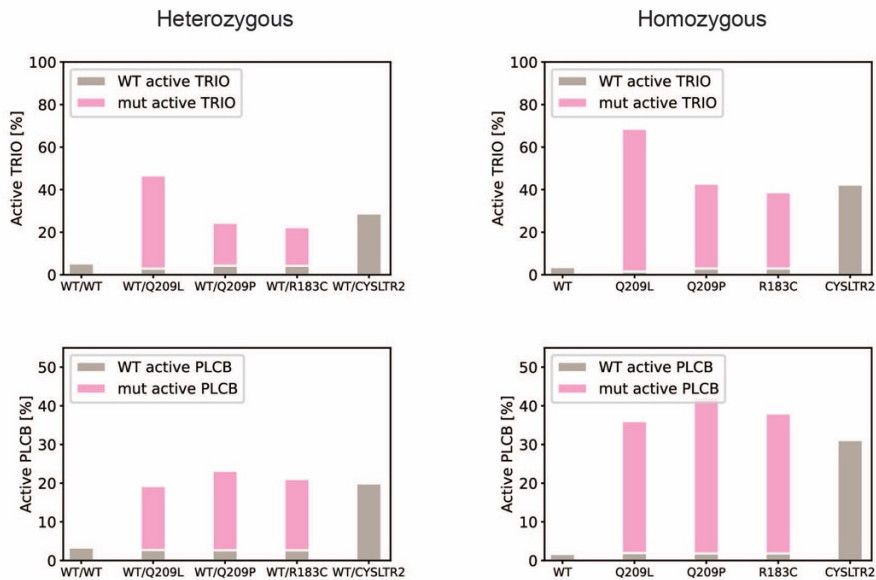 Heterozygous
Homozygous
100
80
60
40
20
0
Active TRIO [%]
WT active TRIO
mut active TRIO
WT/WT
WT/Q209L
WT/Q209P
WT/R183C
WT/CYSLTR2
100
80
60
40
20
0
Active TRIO [%]
WT active TRIO
mut active TRIO
WT
Q209L
Q209P
R183C
CYSLTR2
50
40
30
20
10
0
Active PLCB [%]
WT active PLCB
mut active PLCB
WT/WT
WT/Q209L
WT/Q209P
WT/R183C
WT/CYSLTR2
50
40
30
20
10
0
Active PLCB [%]
WT active PLCB
mut active PLCB
WT
Q209L
Q209P
R183C
CYSLTR2